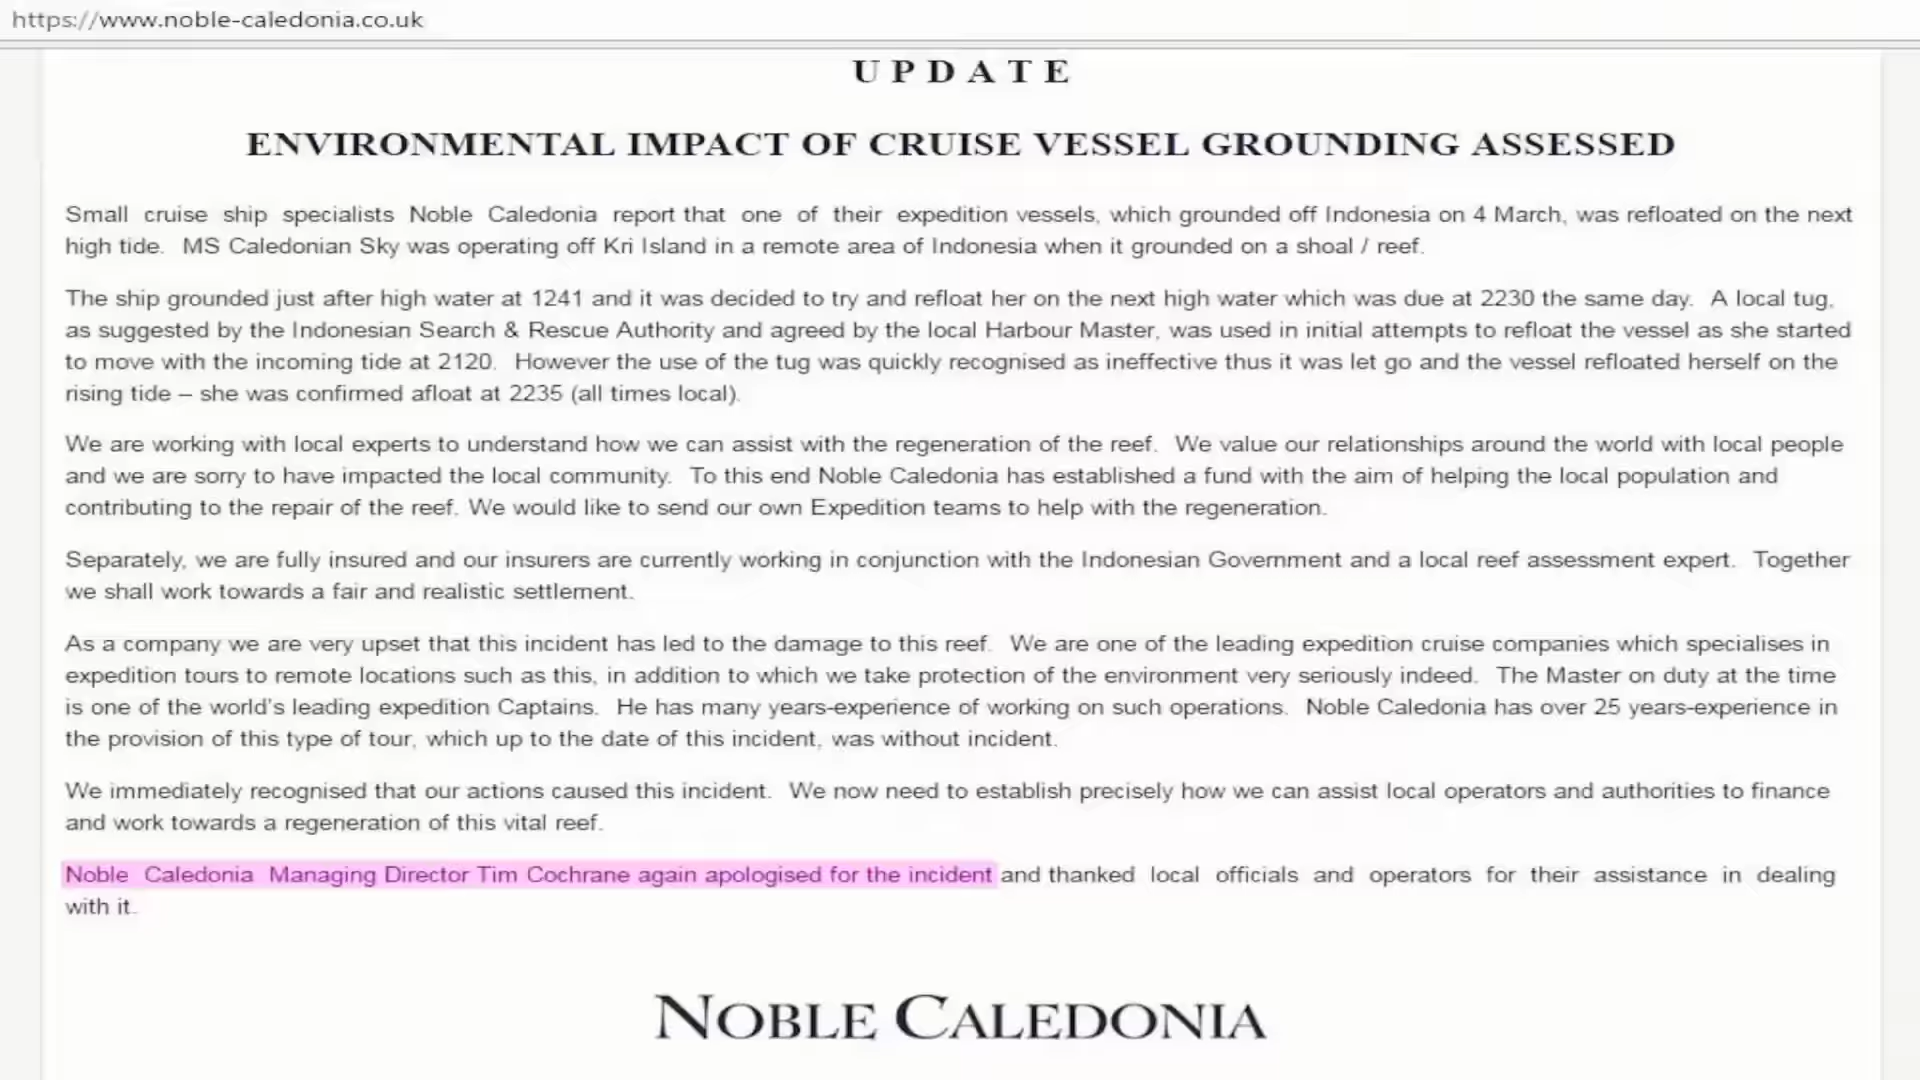 https://www.noble-caledonia.co.uk
UPDATE
ENVIRONMENTAL IMPACT OF CRUISE VESSEL GROUNDING ASSESSED
Small cruise ship specialists Noble Caledonia report that one of their expedition vessels, which grounded off Indonesia on 4 March, was refloated on the next
high tide. MS Caledonian Sky was operating off Kri Island in a remote area of Indonesia when it grounded on a shoal / reef.
The ship grounded just after high water at 1241 and it was decided to try and refloat her on the next high water which was due at 2230 the same day. A local tug,
as suggested by the Indonesian Search & Rescue Authority and agreed by the local Harbour Master, was used in initial attempts to refloat the vessel as she started
to move with the incoming tide at 2120. However the use of the tug was quickly recognised as ineffective thus it was let go and the vessel refloated herself on the
rising tide – she was confirmed afloat at 2235 (all times local).
We are working with local experts to understand how we can assist with the regeneration of the reef. We value our relationships around the world with local people
and we are sorry to have impacted the local community. To this end Noble Caledonia has established a fund with the aim of helping the local population and
contributing to the repair of the reef. We would like to send our own Expedition teams to help with the regeneration.
Separately, we are fully insured and our insurers are currently working in conjunction with the Indonesian Government and a local reef assessment expert. Together
we shall work towards a fair and realistic settlement.
As a company we are very upset that this incident has led to the damage to this reef. We are one of the leading expedition cruise companies which specialises in
expedition tours to remote locations such as this, in addition to which we take protection of the environment very seriously indeed. The Master on duty at the time
is one of the world's leading expedition Captains. He has many years-experience of working on such operations. Noble Caledonia has over 25 years-experience in
the provision of this type of tour, which up to the date of this incident, was without incident.
We immediately recognised that our actions caused this incident. We now need to establish precisely how we can assist local operators and authorities to finance
and work towards a regeneration of this vital reef.
Noble Caledonia Managing Director Tim Cochrane again apologised for the incident and thanked local officials and operators for their assistance in dealing
with it.
NOBLE CALEDONIA